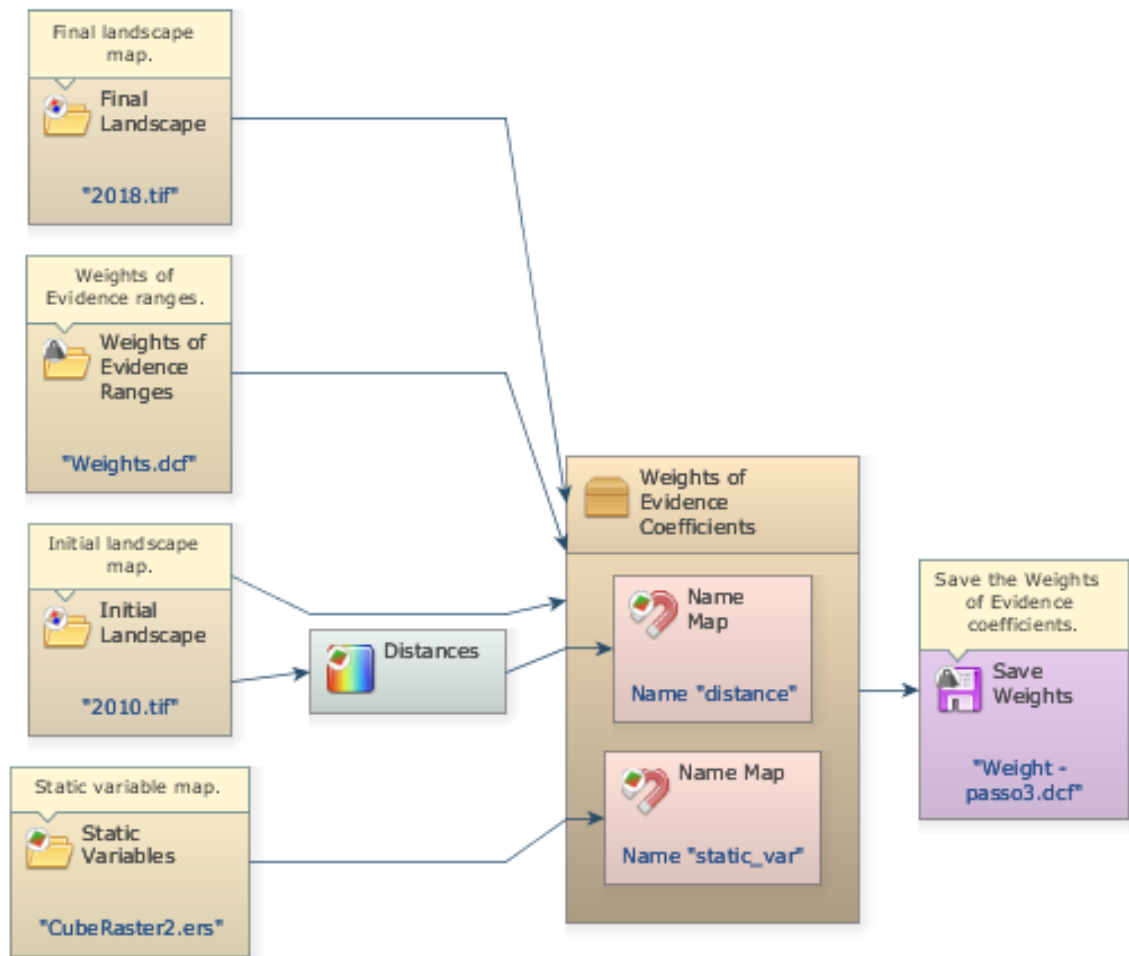 Final landscape
map.
Final
Landscape
"2018.tif"
Weights of
Evidence ranges.
Weights of
Evidence
Ranges
"Weights.dcf"
Initial landscape
map.
Initial
Landscape
"2010.tif"
Distances
Static variable map.
Static
Variables
"CubeRaster2.ers"
Weights of
Evidence
Coefficients
Name
Map
Name "distance"
Name Map
Name "static_var"
Save the Weights
of Evidence
coefficients.
Save
Weights
"Weight -
passo3.dcf"